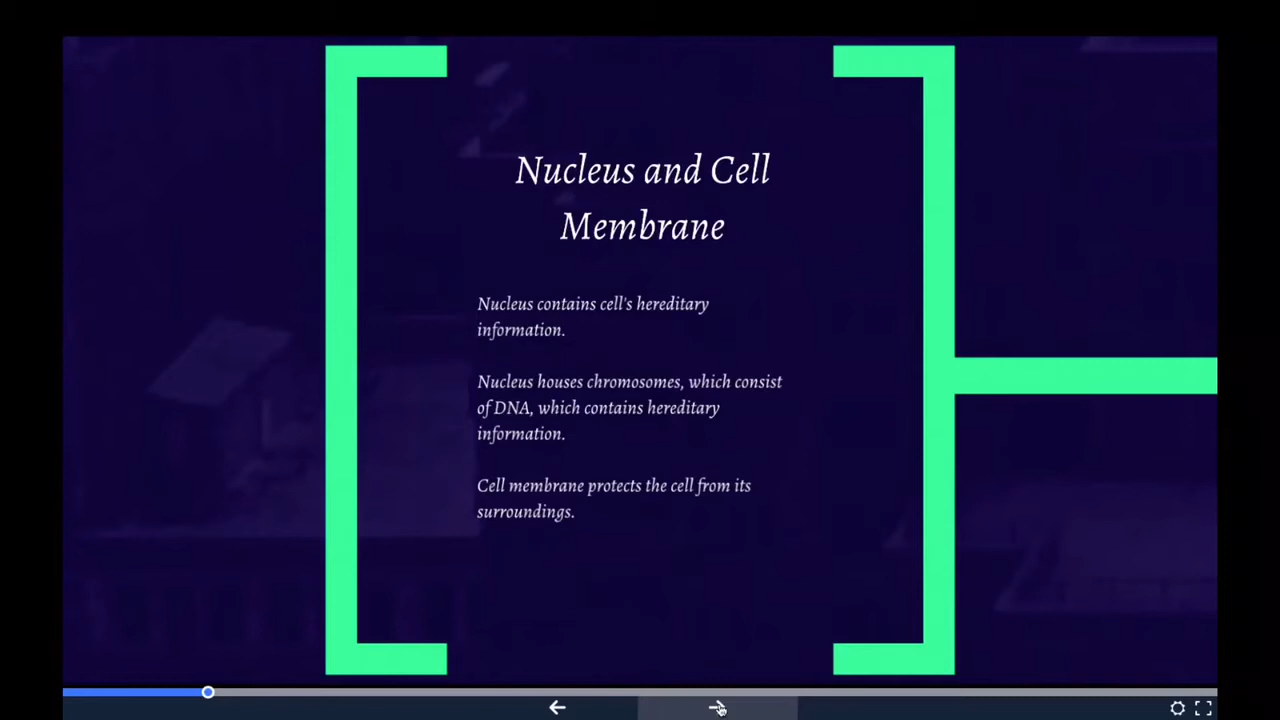 Nucleus and Cell
Membrane
Nucleus contains cell's hereditary
information.
Nucleus houses chromosomes, which consist
of DNA, which contains hereditary
information.
Cell membrane protects the cell from its
surroundings.